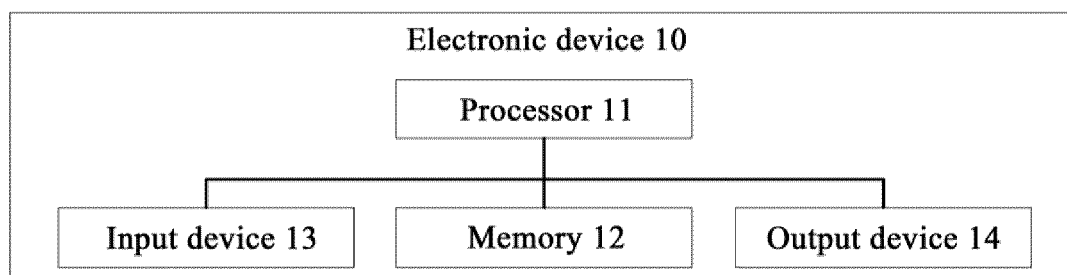 Electronic device 10
Processor 11
Input device 13
Memory 12
Output device 14